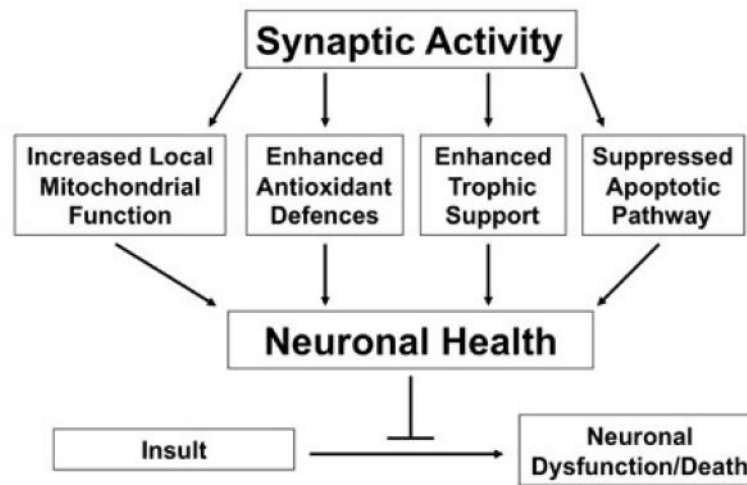 Synaptic Activity
Increased Local
Mitochondrial
Function
Enhanced
Antioxidant
Defences
Enhanced
Trophic
Support
Suppressed
Apoptotic
Pathway
Neuronal Health
Insult
Neuronal
Dysfunction/Death